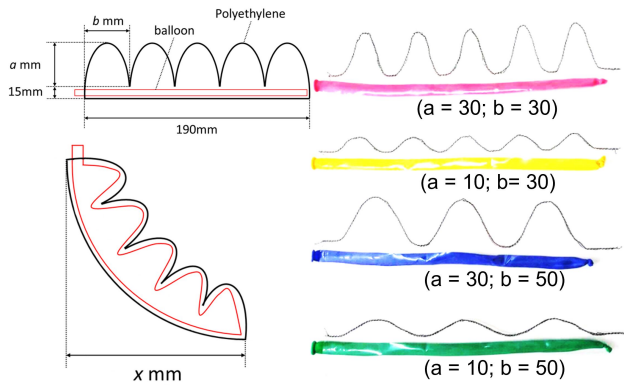 b mm
Polyethylene
balloon
a mm
15mm
190mm
(a = 30; b = 30)
(a = 10; b= 30)
(a = 30; b = 50)
(a = 10; b = 50)
x mm